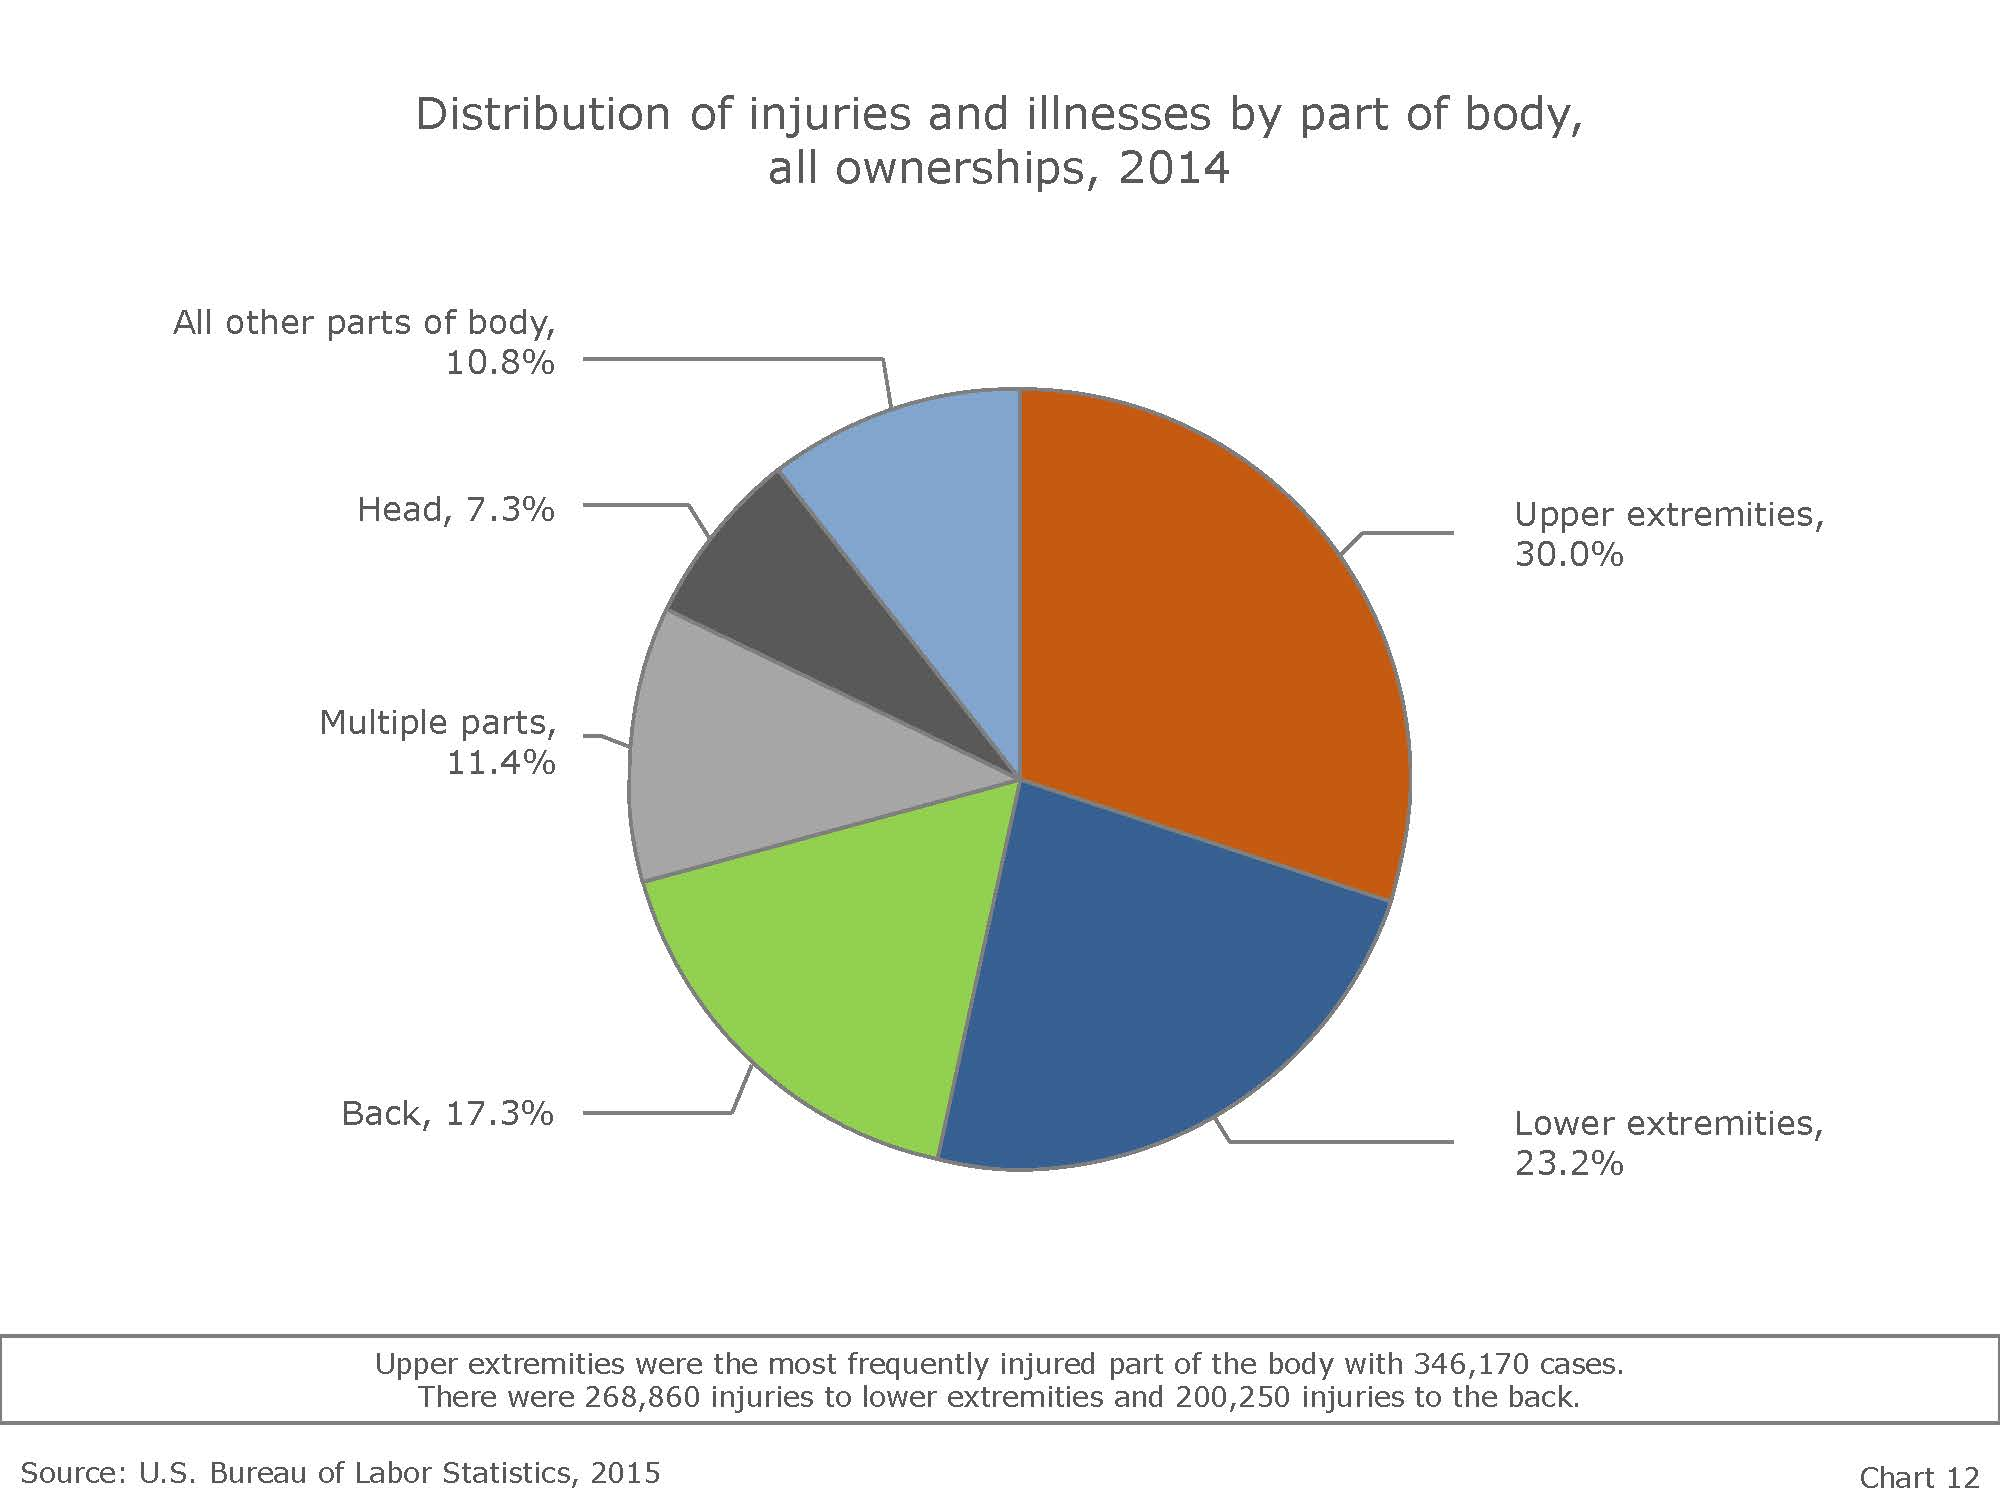 Distribution of injuries and illnesses by part of body,
all ownerships, 2014
All other parts of body,
10.8%
Head, 7.3%
Upper extremities,
30.0%
Multiple parts,
11.4%
Back, 17.3%
Lower extremities,
23.2%
Upper extremities were the most frequently injured part of the body with 346,170 cases.
There were 268,860 injuries to lower extremities and 200,250 injuries to the back.
Source: U.S. Bureau of Labor Statistics, 2015
Chart 12